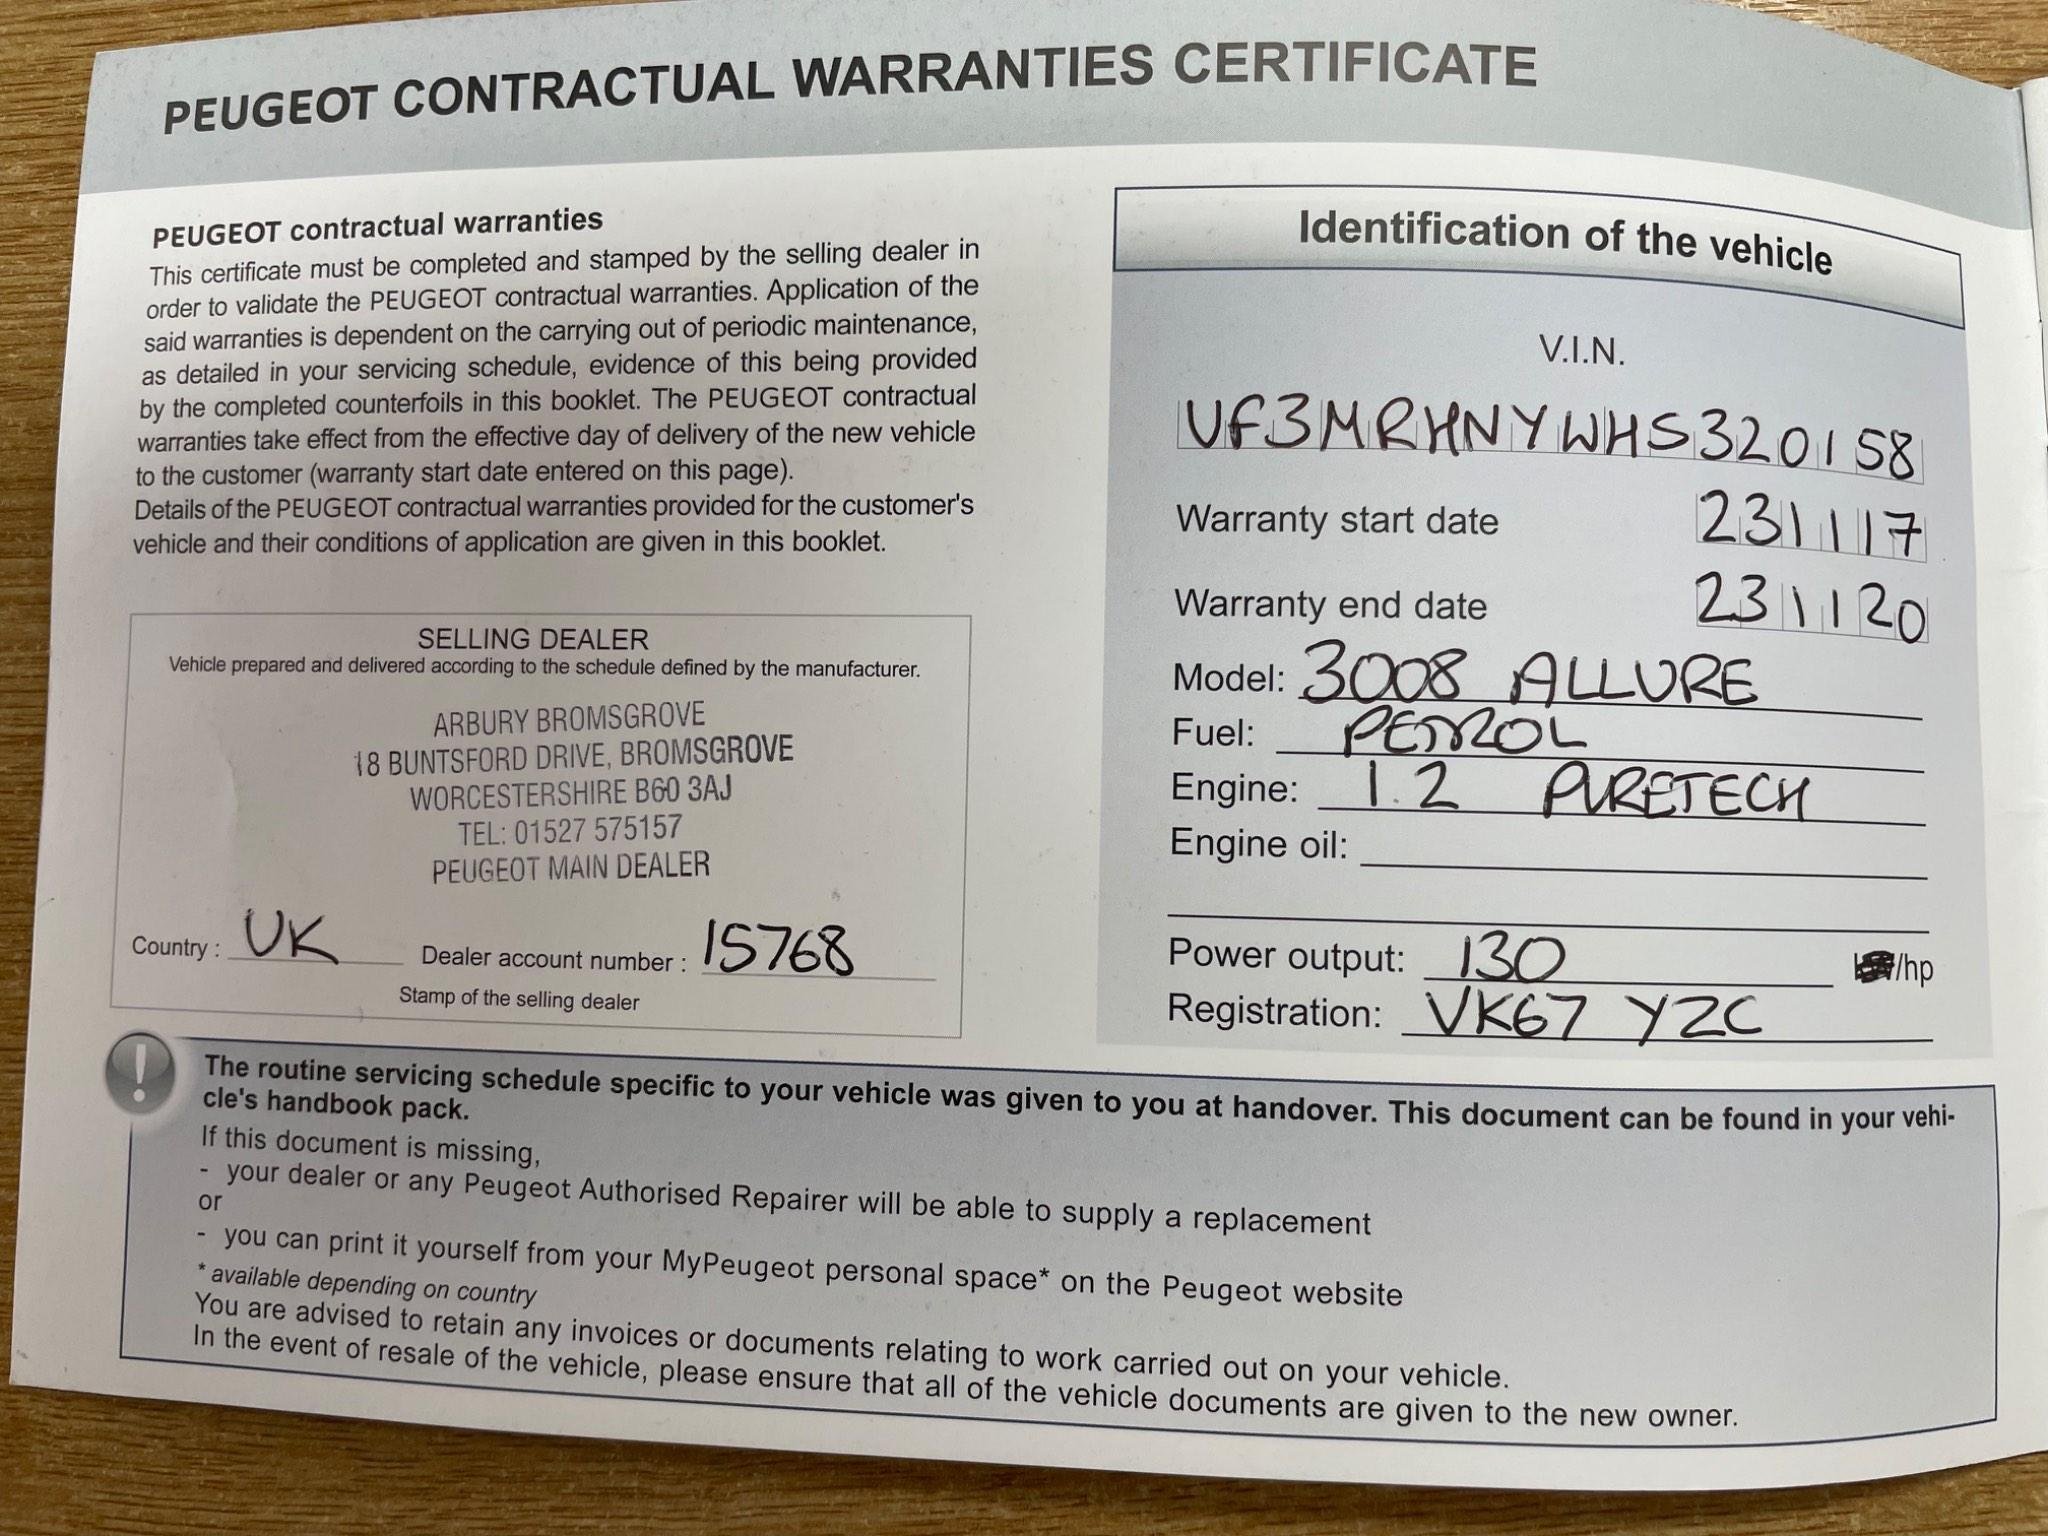 PEUGEOT CONTRACTUAL WARRANTIES CERTIFICATE
PEUGEOT contractual warranties
This certificate must be completed and stamped by the selling dealer in
order to validate the PEUGEOT contractual warranties. Application of the
said warranties is dependent on the carrying out of periodic maintenance,
as detailed in your servicing schedule, evidence of this being provided
by the completed counterfoils in this booklet. The PEUGEOT contractual
warranties take effect from the effective day of delivery of the new vehicle
to the customer (warranty start date entered on this page).
Details of the PEUGEOT contractual warranties provided for the customer's
vehicle and their conditions of application are given in this booklet.
SELLING DEALER
Vehicle prepared and delivered according to the schedule defined by the manufacturer.
ARBURY BROMSGROVE
18 BUNTSFORD DRIVE, BROMSGROVE
WORCESTERSHIRE B60 3AJ
TEL: 01527 575157
PEUGEOT MAIN DEALER
Country : UK Dealer account number : 15768
Stamp of the selling dealer
Identification of the vehicle
V.I.N.
VF3MRHNYWHS320158
Warranty start date 231117
Warranty end date 231120
Model: 3008 ALLURE
Fuel: PETROL
Engine: 1.2 PURETECH
Engine oil:
Power output: 130 /hp
Registration: VK67 YZC
The routine servicing schedule specific to your vehicle was given to you at handover. This document can be found in your vehi-
cle's handbook pack.
If this document is missing,
- your dealer or any Peugeot Authorised Repairer will be able to supply a replacement
or
- you can print it yourself from your MyPeugeot personal space* on the Peugeot website
* available depending on country
You are advised to retain any invoices or documents relating to work carried out on your vehicle.
In the event of resale of the vehicle, please ensure that all of the vehicle documents are given to the new owner.